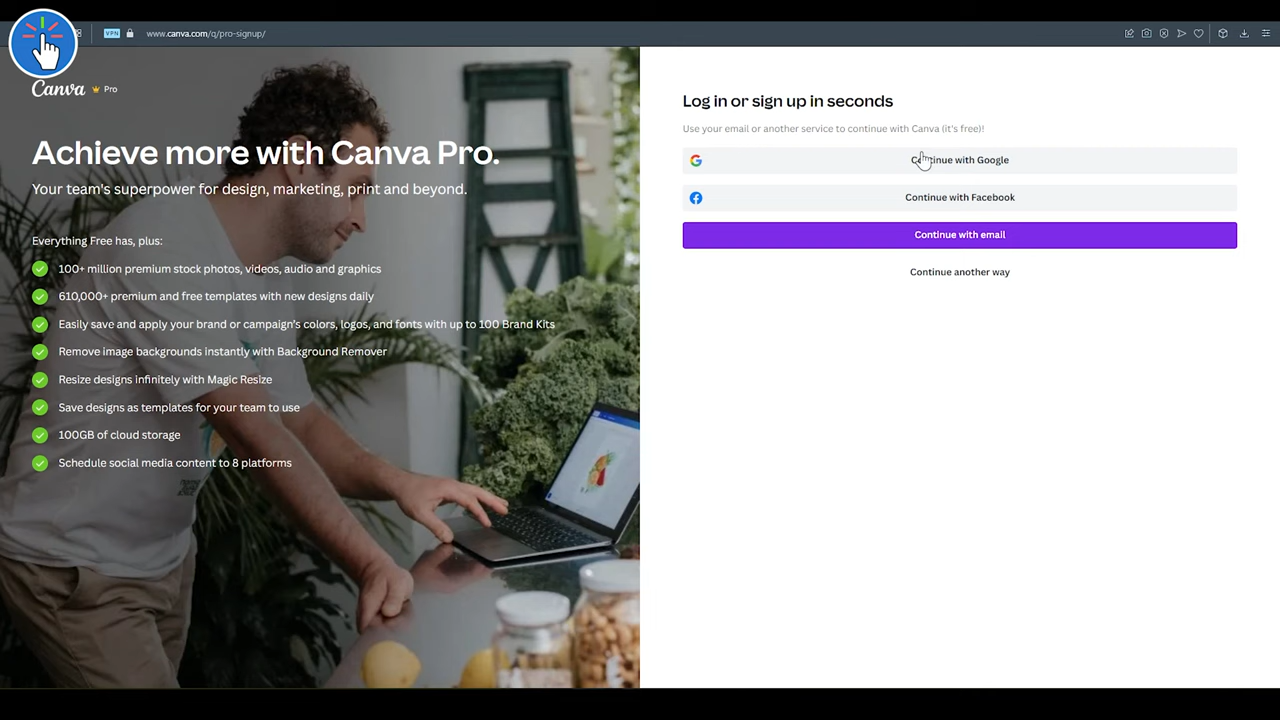 VPN
www.canva.com/q/pro-signup/
Canva Pro
Achieve more with Canva Pro.
Your team's superpower for design, marketing, print and beyond.
Everything Free has, plus:
100+ million premium stock photos, videos, audio and graphics
610,000+ premium and free templates with new designs daily
Easily save and apply your brand or campaign's colors, logos, and fonts with up to 100 Brand Kits
Remove image backgrounds instantly with Background Remover
Resize designs infinitely with Magic Resize
Save designs as templates for your team to use
100GB of cloud storage
Schedule social media content to 8 platforms
Log in or sign up in seconds
Use your email or another service to continue with Canva (it's free)!
Continue with Google
Continue with Facebook
Continue with email
Continue another way